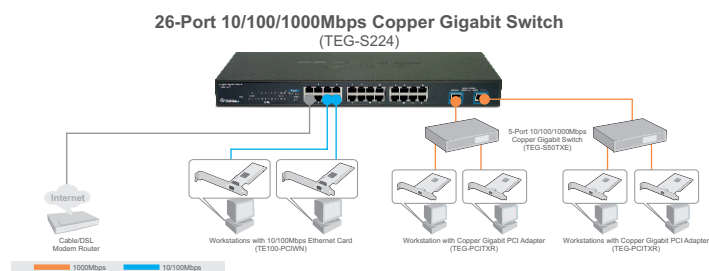 26-Port 10/100/1000Mbps Copper Gigabit Switch
(TEG-S224)
5-Port 10/100/1000Mbps
Copper Gigabit Switch
(TEG-S50TXE)
Internet
Cable/DSL
Modem Router
Workstations with 10/100Mbps Ethernet Card
(TE100-PCIWN)
Workstation with Copper Gigabit PCI Adapter
(TEG-PCITXR)
Workstations with Copper Gigabit PCI Adapter
(TEG-PCITXR)
1000Mbps
10/100Mbps